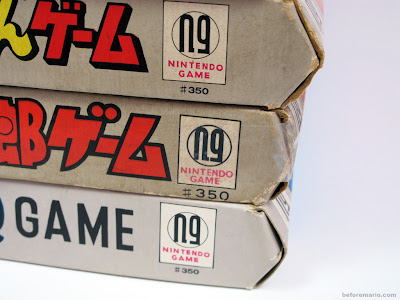 んゲーム
ng
NINTENDO
GAME
#350
郎ゲーム
ng
NINTENDO
GAME
#350
Q GAME
ng
NINTENDO
GAME
#350
beforemario.com